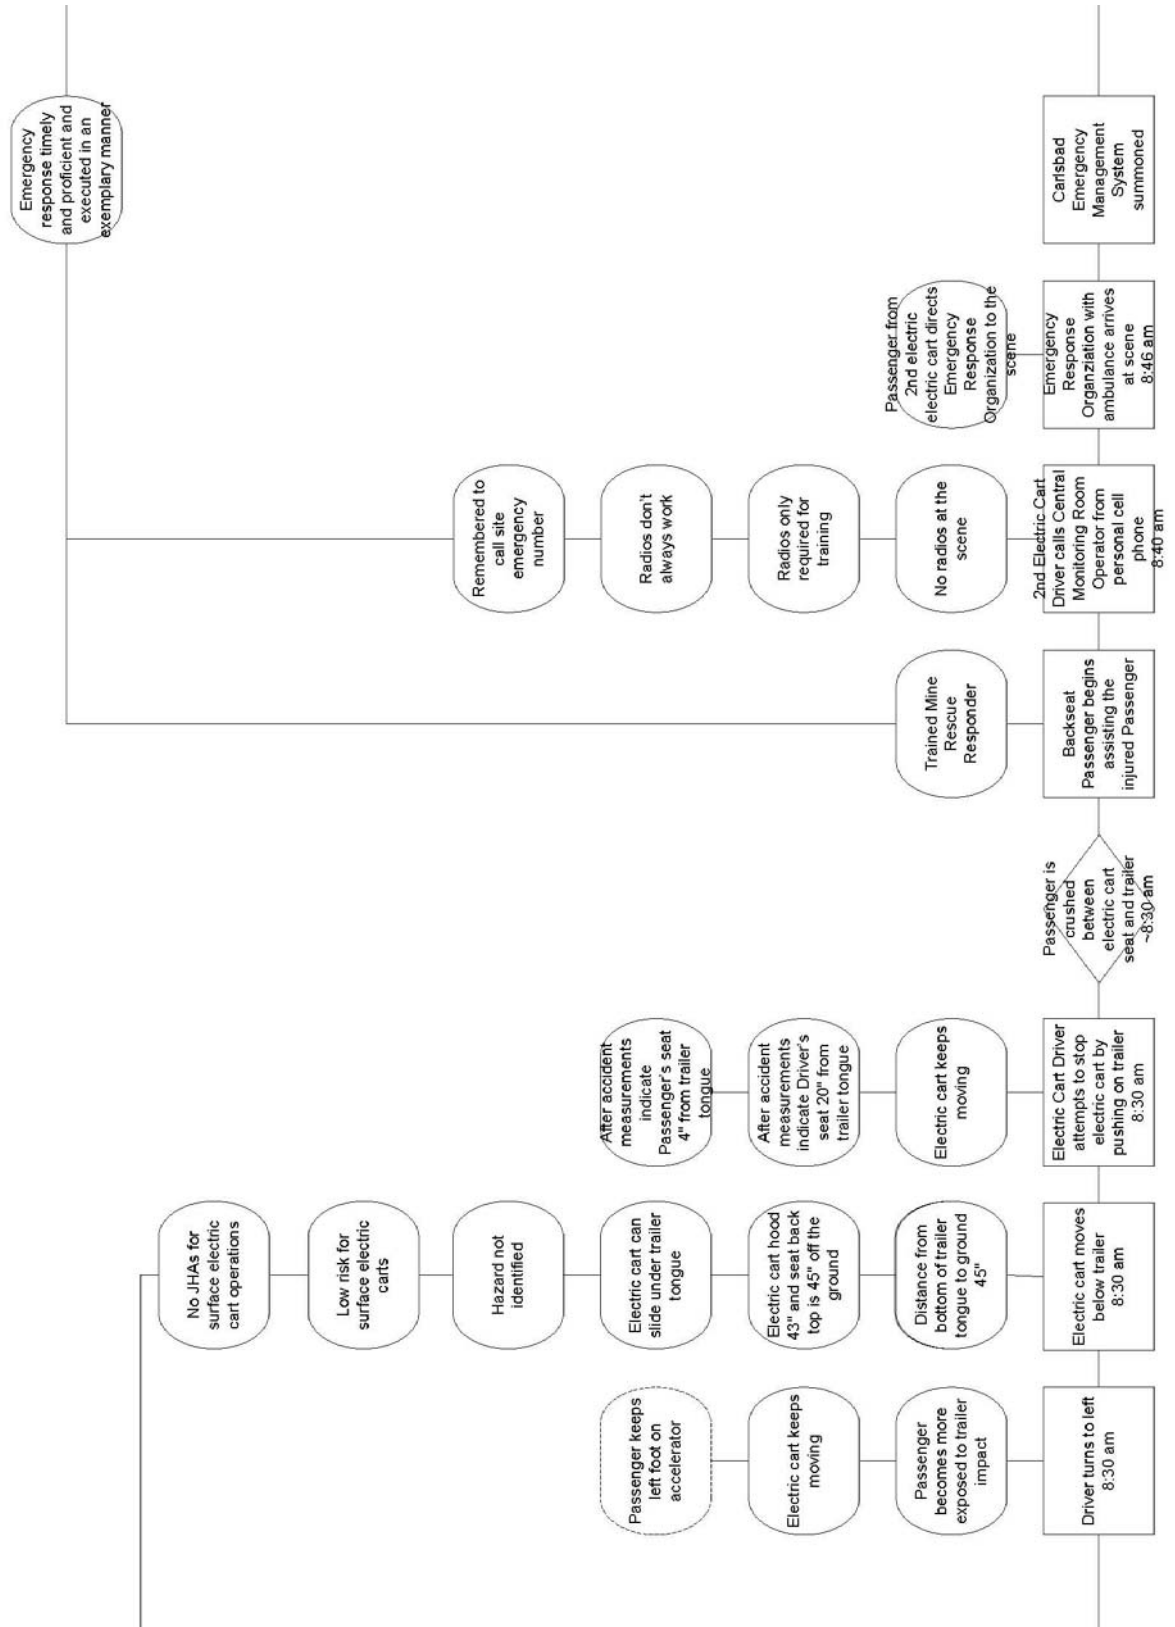 Emergency
response timely
and proficient and
executed in an
exemplary manner
No JHAs for
surface electric
cart operations
Low risk for
surface electric
carts
Hazard not
identified
Remembered to
call site
emergency
number
Passenger keeps
left foot on
accelerator
Electric cart can
slide under trailer
tongue
After accident
measurements
indicate
Passenger's seat
4" from trailer
tongue
Radios don't
always work
Electric cart keeps
moving
Electric cart hood
43" and seat back
top is 45" off the
ground
After accident
measurements
indicate Driver's
seat 20" from
trailer tongue
Radios only
required for
training
Passenger
becomes more
exposed to trailer
impact
Distance from
bottom of trailer
tongue to ground
45"
Electric cart keeps
moving
Trained Mine
Rescue
Responder
No radios at the
scene
Passenger from
2nd electric
electric cart directs
Emergency
Response
Organization to the
scene
Driver turns to left
8:30 am
Electric cart moves
below trailer
8:30 am
Electric Cart Driver
attempts to stop
electric cart by
pushing on trailer
8:30 am
Passenger is
crushed
between
electric cart
seat and trailer
~8:30 am
Backseat
Passenger begins
assisting the
injured Passenger
2nd Electric Cart
Driver calls Central
Monitoring Room
Operator from
personal cell
phone
8:40 am
Emergency
Response
Organziation with
ambulance arrives
at scene
8:46 am
Carlsbad
Emergency
Management
System
summoned